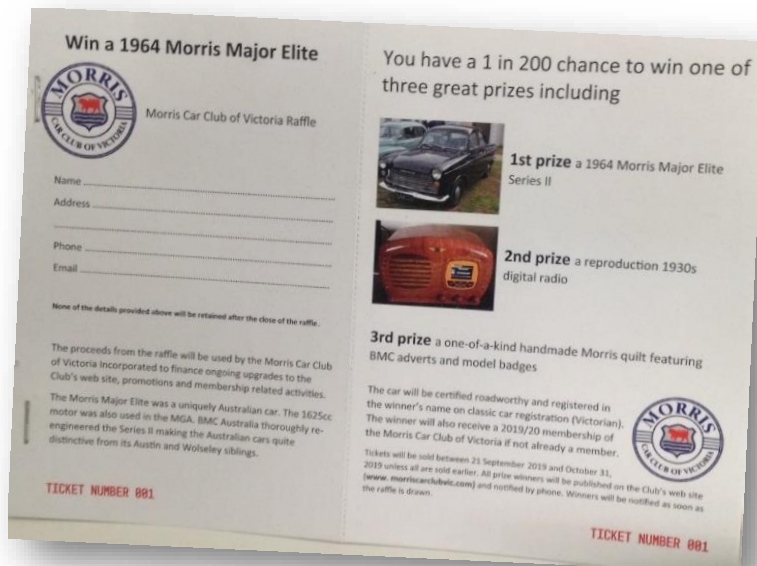 Win a 1964 Morris Major Elite
MORRIS
CAR CLUB OF VICTORIA
Morris Car Club of Victoria Raffle
Name
Address
Phone
Email
None of the details provided above will be retained after the close of the raffle.
The proceeds from the raffle will be used by the Morris Car Club
of Victoria Incorporated to finance ongoing upgrades to the
Club's web site, promotions and membership related activities.
The Morris Major Elite was a uniquely Australian car. The 1625cc
motor was also used in the MGA. BMC Australia thoroughly re-
engineered the Series II making the Australian cars quite
distinctive from its Austin and Wolseley siblings.
TICKET NUMBER 001
You have a 1 in 200 chance to win one of
three great prizes including
1st prize a 1964 Morris Major Elite
Series II
2nd prize a reproduction 1930s
digital radio
3rd prize a one-of-a-kind handmade Morris quilt featuring
BMC adverts and model badges
The car will be certified roadworthy and registered in
the winner's name on classic car registration (Victorian).
The winner will also receive a 2019/20 membership of
the Morris Car Club of Victoria if not already a member.
MORRIS
CAR CLUB OF VICTORIA
Tickets will be sold between 21 September 2019 and October 31,
2019 unless all are sold earlier. All prize winners will be published on the Club's web site
(www. morriscarclubvic.com) and notified by phone. Winners will be notified as soon as
the raffle is drawn.
TICKET NUMBER 001